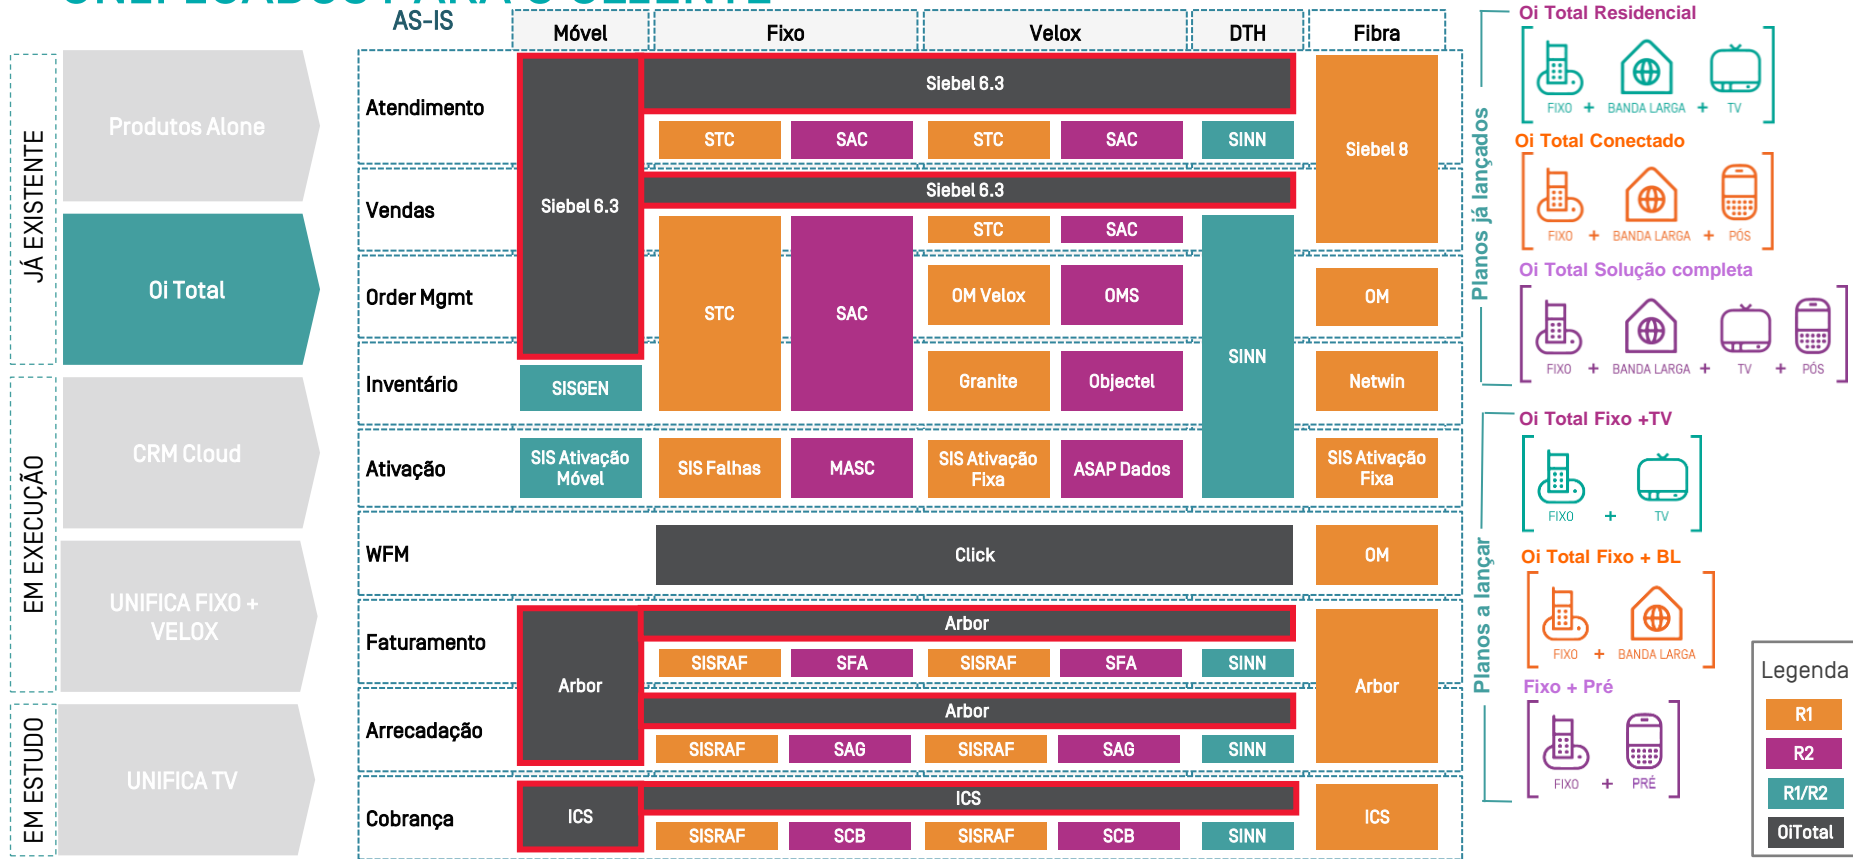 UNIFICADOS PARA O CLIENTE
AS-IS
Móvel
Fixo
Velox
DTH
Fibra
JÁ EXISTENTE
Produtos Alone
Oi Total
EM EXECUÇÃO
CRM Cloud
UNIFICA FIXO +
VELOX
EM ESTUDO
UNIFICA TV
Atendimento
Siebel 6.3
Siebel 6.3
STC
SAC
STC
SAC
SINN
Siebel 8
Vendas
Siebel 6.3
STC
SAC
STC
SAC
SINN
Order Mgmt
OM Velox
OMS
OM
Inventário
SISGEN
Granite
Objectel
Netwin
Ativação
SIS Ativação
Móvel
SIS Falhas
MASC
SIS Ativação
Fixa
ASAP Dados
SIS Ativação
Fixa
WFM
Click
OM
Faturamento
Arbor
Arbor
SISRAF
SFA
SISRAF
SFA
SINN
Arbor
Arrecadação
Arbor
SISRAF
SAG
SISRAF
SAG
SINN
Cobrança
ICS
ICS
SISRAF
SCB
SISRAF
SCB
SINN
ICS
Planos já lançados
Oi Total Residencial
FIXO + BANDA LARGA + TV
Oi Total Conectado
FIXO + BANDA LARGA + PÓS
Oi Total Solução completa
FIXO + BANDA LARGA + TV + PÓS
Planos a lançar
Oi Total Fixo +TV
FIXO + TV
Oi Total Fixo + BL
FIXO + BANDA LARGA
Fixo + Pré
FIXO + PRÉ
Legenda
R1
R2
R1/R2
OiTotal